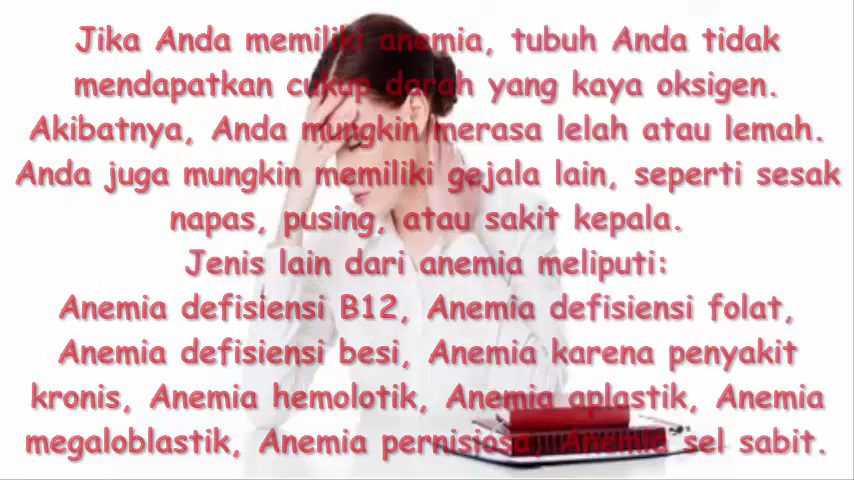 Jika Anda memiliki anemia, tubuh Anda tidak
mendapatkan cukup darah yang kaya oksigen.
Akibatnya, Anda mungkin merasa lelah atau lemah.
Anda juga mungkin memiliki gejala lain, seperti sesak
napas, pusing, atau sakit kepala.
Jenis lain dari anemia meliputi:
Anemia defisiensi B12, Anemia defisiensi folat,
Anemia defisiensi besi, Anemia karena penyakit
kronis, Anemia hemolotik, Anemia aplastik, Anemia
megaloblastik, Anemia pernisiosa, Anemia sel sabit.